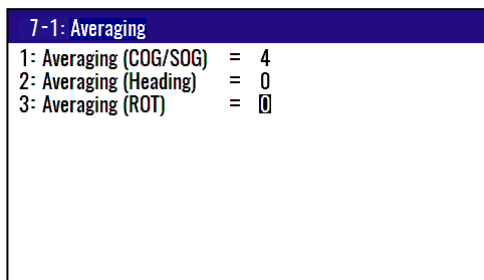 7-1: Averaging
1: Averaging (COG/SOG) = 4
2: Averaging (Heading) = 0
3: Averaging (ROT) = 0